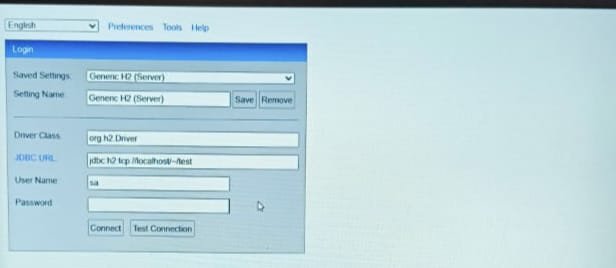 English Preferences Tools Help
Login
Saved Settings: Generic H2 (Server)
Setting Name: Generic H2 (Server) Save Remove
Driver Class: org.h2.Driver
JDBC URL: jdbc:h2:tcp://localhost/~/test
User Name: sa
Password:
Connect Test Connection